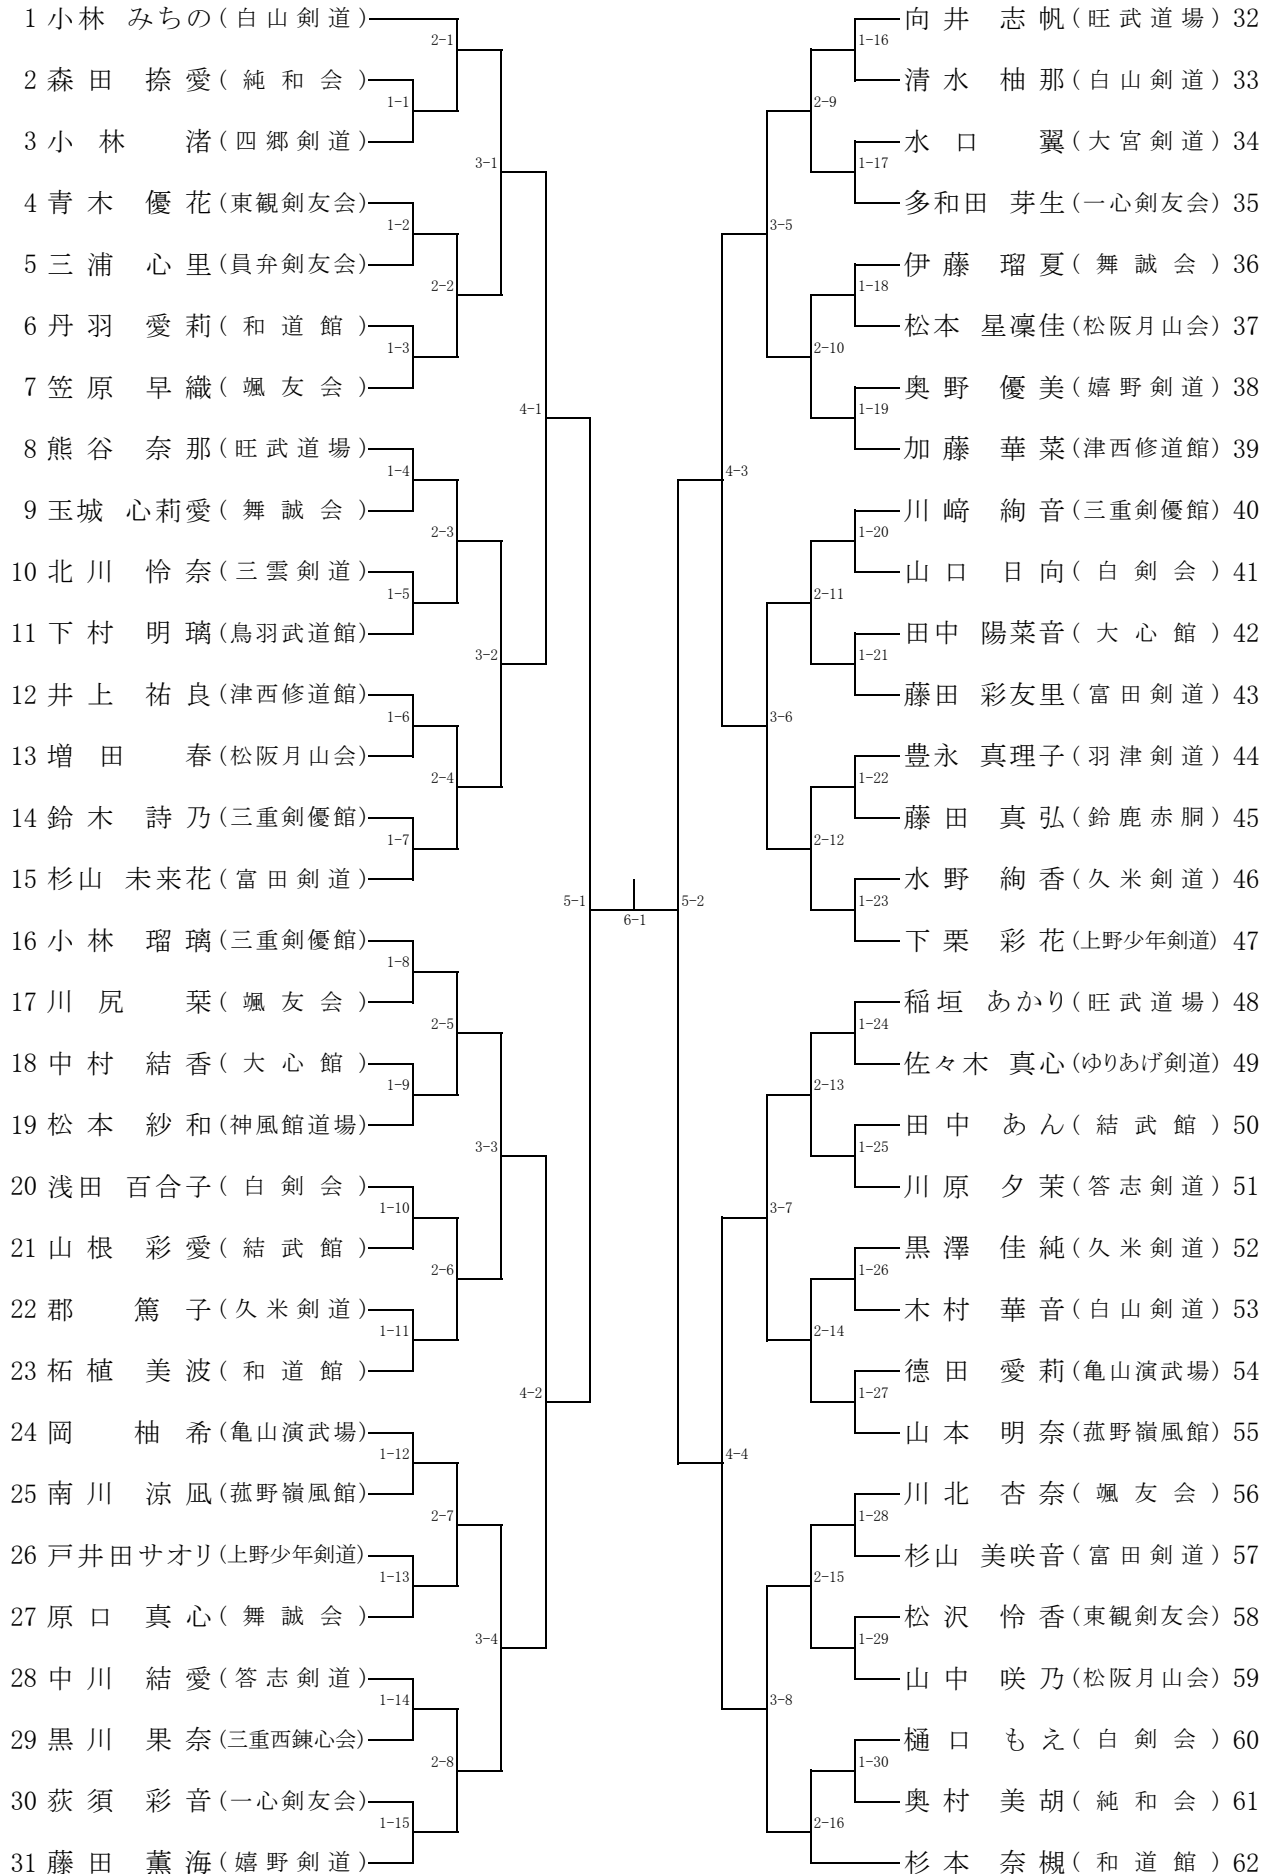 1 小林 みちの(白山剣道)
2 森田 捺愛(純和会)
3 小林 渚(四郷剣道)
4 青木 優花(東観剣友会)
5 三浦 心里(員弁剣友会)
6 丹羽 愛莉(和道館)
7 笠原 早織(颯友会)
8 熊谷 奈那(旺武道場)
9 玉城 心莉愛(舞誠会)
10 北川 怜奈(三雲剣道)
11 下村 明璃(鳥羽武道館)
12 井上 祐良(津西修道館)
13 増田 春(松阪月山会)
14 鈴木 詩乃(三重剣優館)
15 杉山 未来花(富田剣道)
16 小林 瑠璃(三重剣優館)
17 川尻 栞(颯友会)
18 中村 結香(大心館)
19 松本 紗和(神風館道場)
20 浅田 百合子(白剣会)
21 山根 彩愛(結武館)
22 郡 篤子(久米剣道)
23 柘植 美波(和道館)
24 岡 柚希(亀山演武場)
25 南川 涼凪(菰野嶺風館)
26 戸井田サオリ(上野少年剣道)
27 原口 真心(舞誠会)
28 中川 結愛(答志剣道)
29 黒川 果奈(三重西錬心会)
30 荻須 彩音(一心剣友会)
31 藤田 薫海(嬉野剣道)
1-1
1-2
1-3
1-4
1-5
1-6
1-7
1-8
1-9
1-10
1-11
1-12
1-13
1-14
1-15
2-1
2-2
2-3
2-4
2-5
2-6
2-7
2-8
3-1
3-2
3-3
3-4
4-1
4-2
5-1
6-1
5-2
4-3
4-4
3-5
3-6
3-7
3-8
2-9
2-10
2-11
2-12
2-13
2-14
2-15
2-16
1-16
1-17
1-18
1-19
1-20
1-21
1-22
1-23
1-24
1-25
1-26
1-27
1-28
1-29
1-30
向井 志帆(旺武道場) 32
清水 柚那(白山剣道) 33
水口 翼(大宮剣道) 34
多和田 芽生(一心剣友会) 35
伊藤 瑠夏(舞誠会) 36
松本 星凜佳(松阪月山会) 37
奥野 優美(嬉野剣道) 38
加藤 華菜(津西修道館) 39
川﨑 絢音(三重剣優館) 40
山口 日向(白剣会) 41
田中 陽菜音(大心館) 42
藤田 彩友里(富田剣道) 43
豊永 真理子(羽津剣道) 44
藤田 真弘(鈴鹿赤胴) 45
水野 絢香(久米剣道) 46
下栗 彩花(上野少年剣道) 47
稲垣 あかり(旺武道場) 48
佐々木 真心(ゆりあげ剣道) 49
田中 あん(結武館) 50
川原 夕茉(答志剣道) 51
黒澤 佳純(久米剣道) 52
木村 華音(白山剣道) 53
德田 愛莉(亀山演武場) 54
山本 明奈(菰野嶺風館) 55
川北 杏奈(颯友会) 56
杉山 美咲音(富田剣道) 57
松沢 怜香(東観剣友会) 58
山中 咲乃(松阪月山会) 59
樋口 もえ(白剣会) 60
奥村 美胡(純和会) 61
杉本 奈槻(和道館) 62